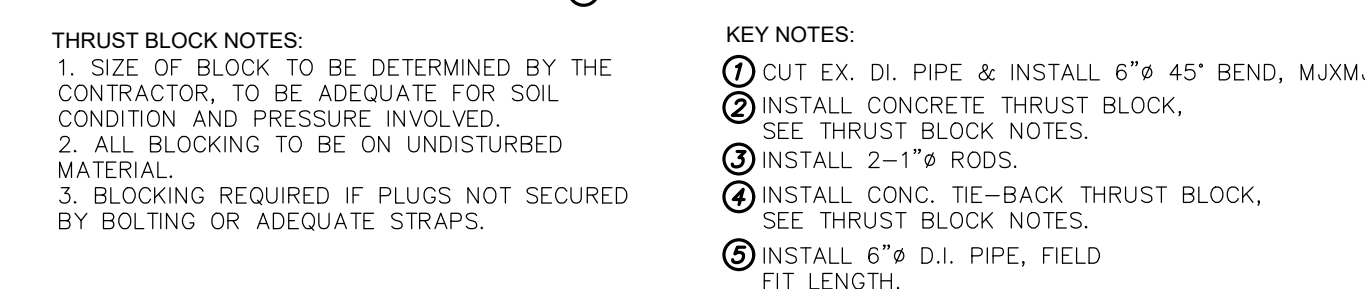 THRUST BLOCK NOTES:
1. SIZE OF BLOCK TO BE DETERMINED BY THE
CONTRACTOR, TO BE ADEQUATE FOR SOIL
CONDITION AND PRESSURE INVOLVED.
2. ALL BLOCKING TO BE ON UNDISTURBED
MATERIAL.
3. BLOCKING REQUIRED IF PLUGS NOT SECURED
BY BOLTING OR ADEQUATE STRAPS.
KEY NOTES:
1 CUT EX. DI. PIPE & INSTALL 6"ø 45° BEND, MJXMJ
2 INSTALL CONCRETE THRUST BLOCK,
SEE THRUST BLOCK NOTES.
3 INSTALL 2-1"ø RODS.
4 INSTALL CONC. TIE-BACK THRUST BLOCK,
SEE THRUST BLOCK NOTES.
5 INSTALL 6"ø D.I. PIPE, FIELD
FIT LENGTH.